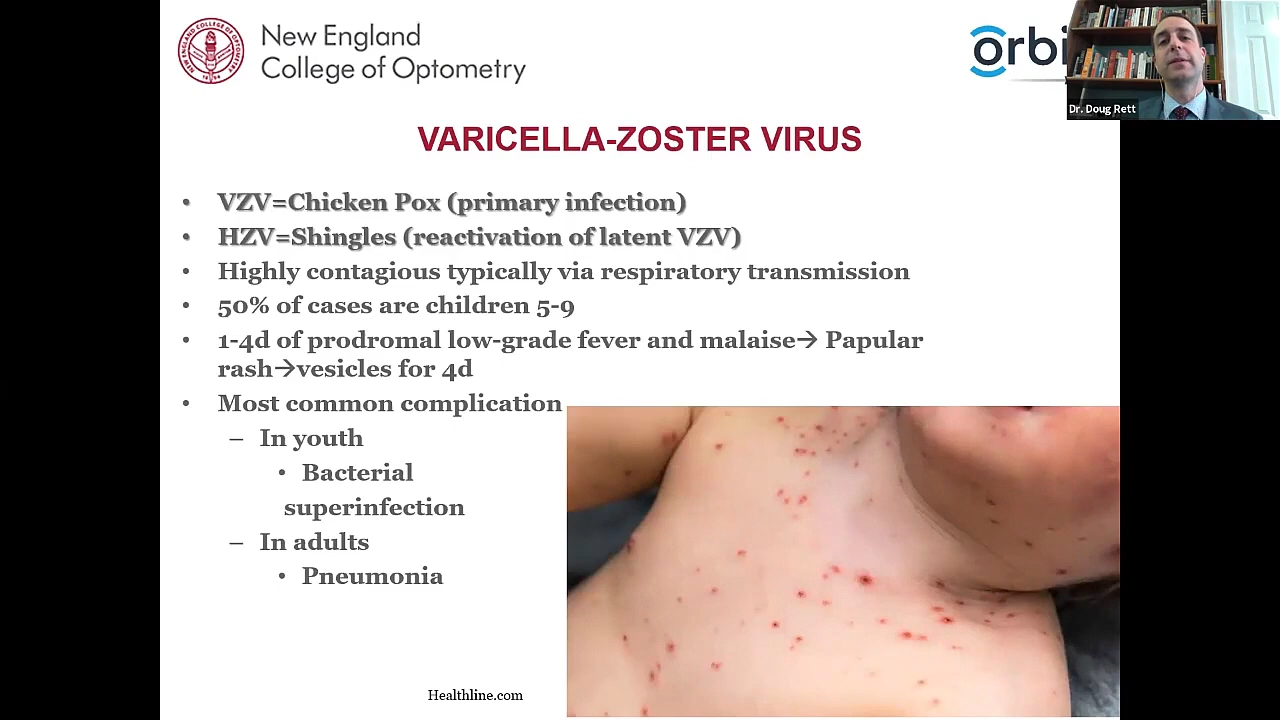 New England
College of Optometry
orbi
Dr. Doug Rett
VARICELLA-ZOSTER VIRUS
• VZV=Chicken Pox (primary infection)
• HZV=Shingles (reactivation of latent VZV)
• Highly contagious typically via respiratory transmission
• 50% of cases are children 5-9
• 1-4d of prodromal low-grade fever and malaise→ Papular
rash→vesicles for 4d
• Most common complication
– In youth
• Bacterial
superinfection
– In adults
• Pneumonia
Healthline.com